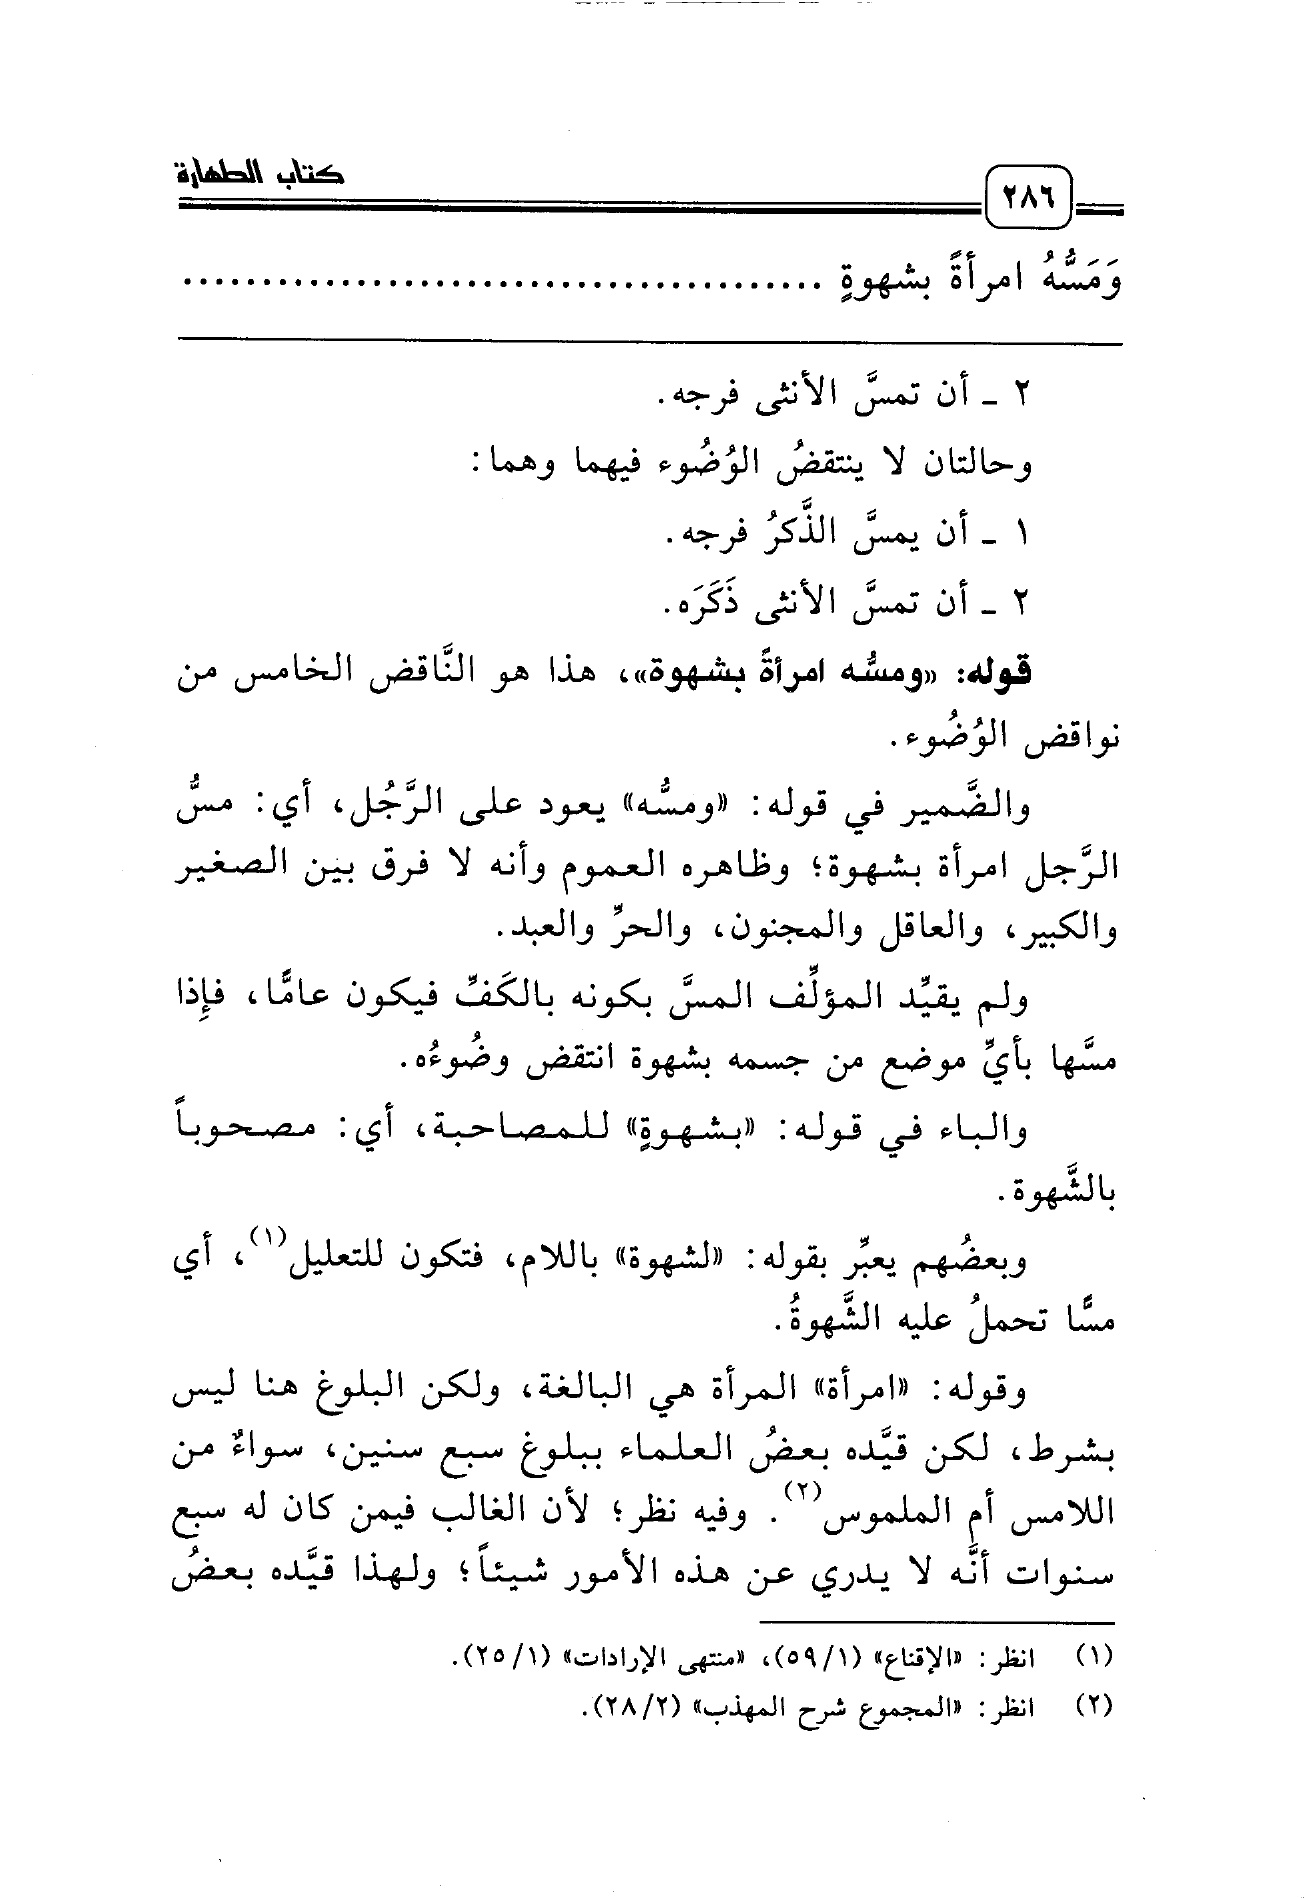 كتاب الطهارة
٢٨٦
وَمَسُّهُ امرأةً بشهوةٍ ........................................
٢ ـ أن تمسَّ الأنثى فرجه.
وحالتان لا ينتقضُ الوُضُوء فيهما وهما:
١ ـ أن يمسَّ الذَّكرُ فرجه.
٢ ـ أن تمسَّ الأنثى ذَكَرَه.
قوله: «ومسُّه امرأةً بشهوة»، هذا هو النَّاقض الخامس من
نواقض الوُضُوء.
والضَّمير في قوله: «ومسُّه» يعود على الرَّجُل، أي: مسُّ
الرَّجل امرأة بشهوة؛ وظاهره العموم وأنه لا فرق بين الصغير
والكبير، والعاقل والمجنون، والحرِّ والعبد.
ولم يقيِّد المؤلِّف المسَّ بكونه بالكَفِّ فيكون عامًّا، فإِذا
مسَّها بأيِّ موضع من جسمه بشهوة انتقض وضُوءُه.
والباء في قوله: «بشهوةٍ» للمصاحبة، أي: مصحوباً
بالشَّهوة.
وبعضُهم يعبِّر بقوله: «لشهوة» باللام، فتكون للتعليل(١)، أي
مسًّا تحملُ عليه الشَّهوةُ.
وقوله: «امرأة» المرأة هي البالغة، ولكن البلوغ هنا ليس
بشرط، لكن قيَّده بعضُ العلماء ببلوغ سبع سنين، سواءٌ من
اللامس أم الملموس(٢). وفيه نظر؛ لأن الغالب فيمن كان له سبع
سنوات أنَّه لا يدري عن هذه الأمور شيئاً؛ ولهذا قيَّده بعضُ
(١) انظر: «الإقناع» (٥٩/١)، «منتهى الإرادات» (٢٥/١).
(٢) انظر: «المجموع شرح المهذب» (٢٨/٢).